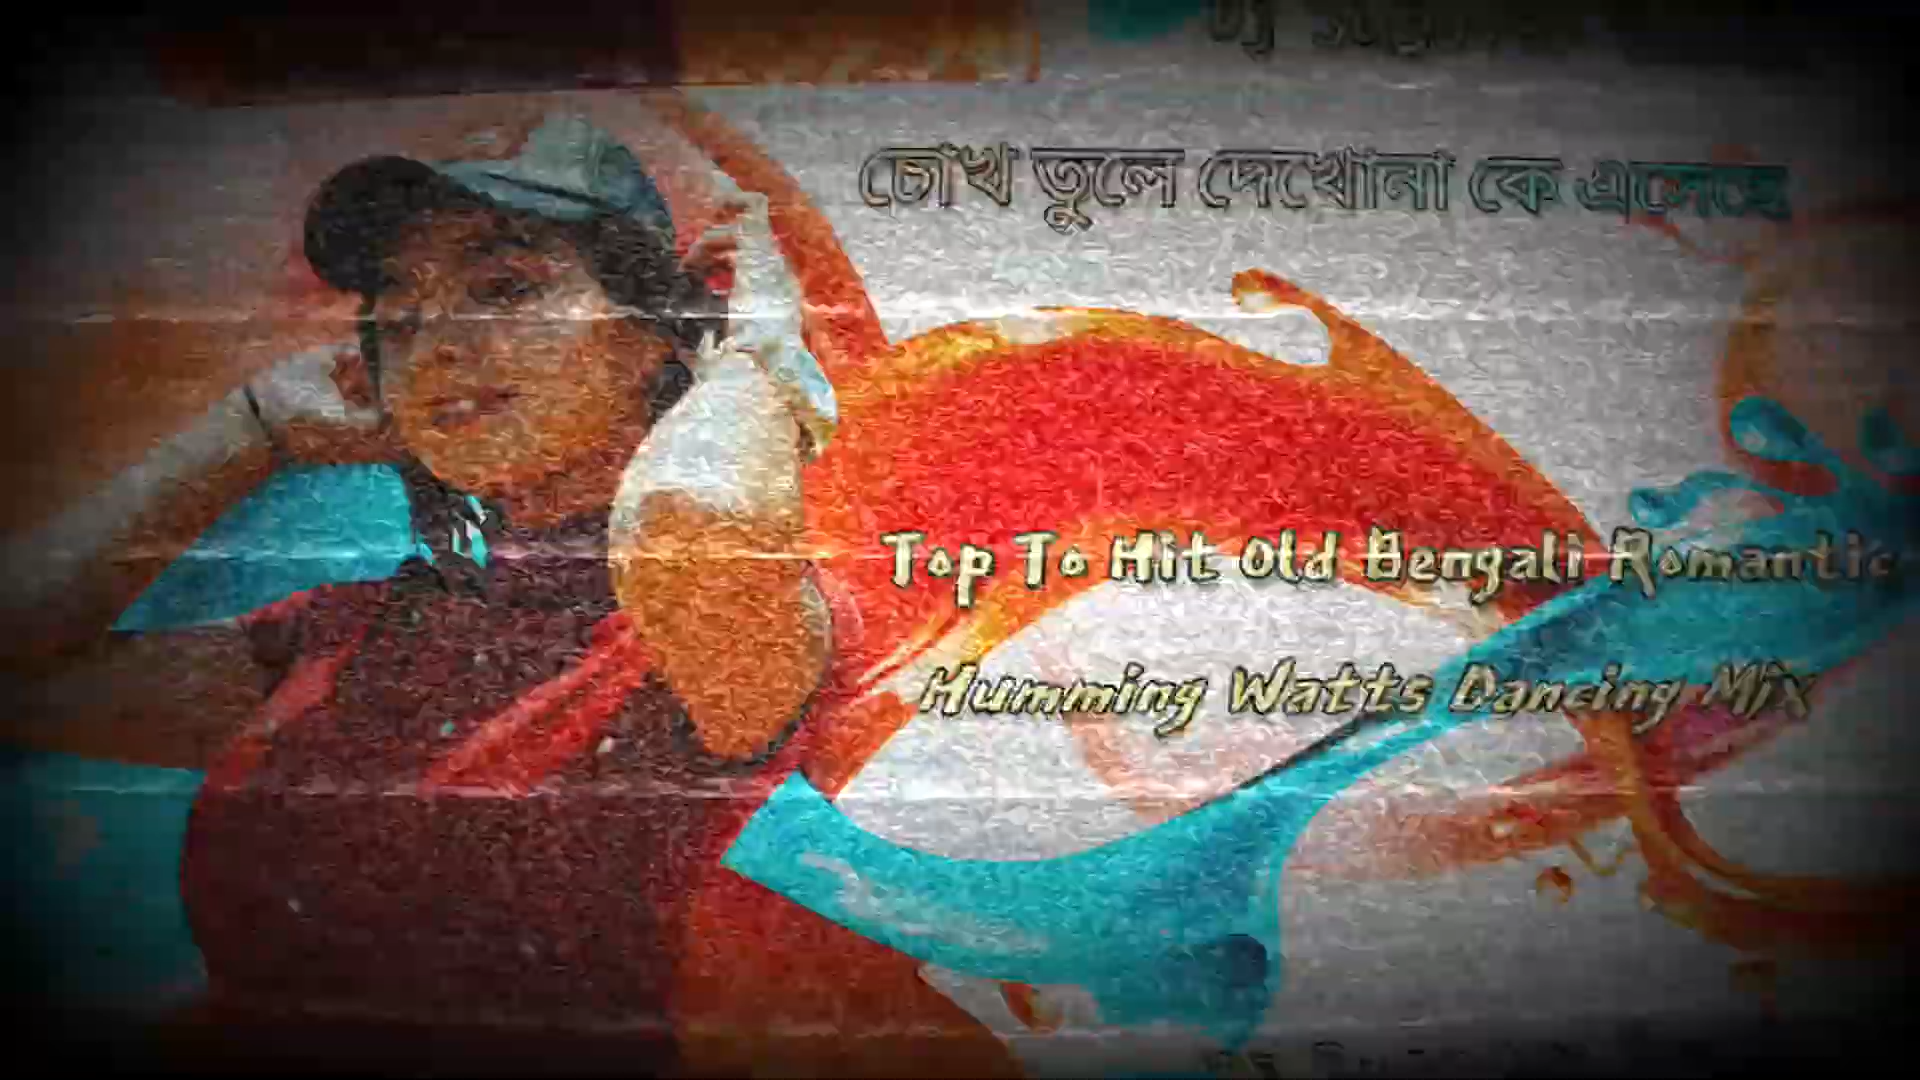 চোখ তুলে দেখোনা কে এসেছে
Top To Hit Old Bengali Romantic
Humming Watts Dancing Mix